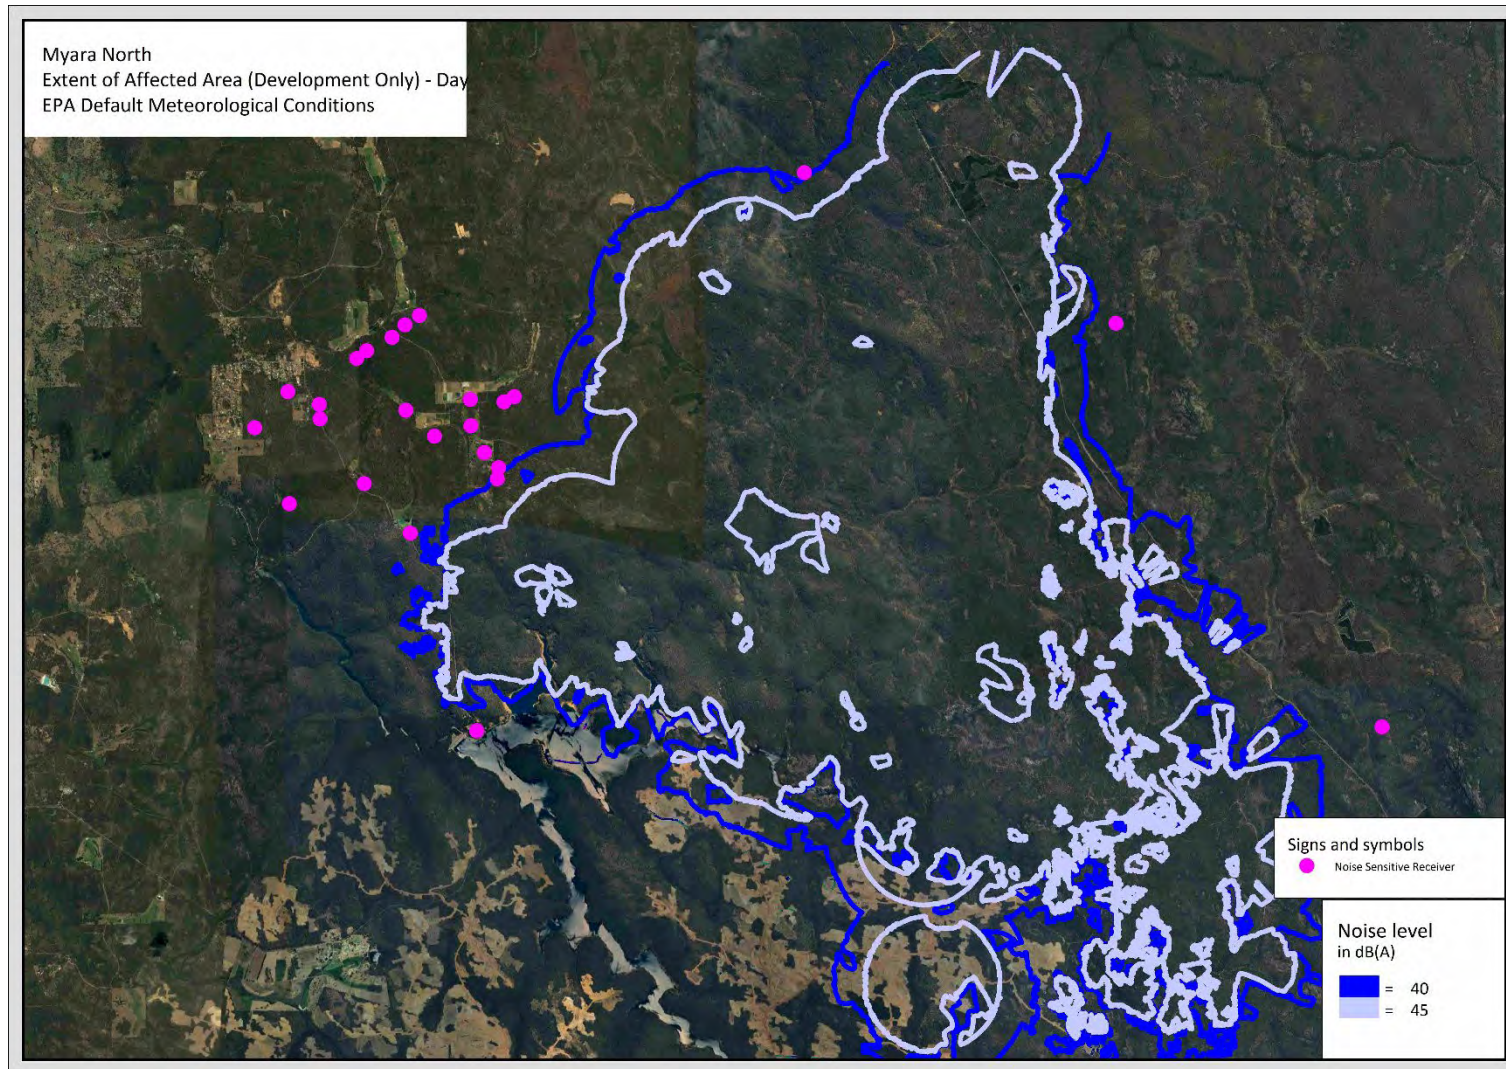 Myara North
Extent of Affected Area (Development Only) - Day
EPA Default Meteorological Conditions
Signs and symbols
Noise Sensitive Receiver
Noise level
in dB(A)
= 40
= 45